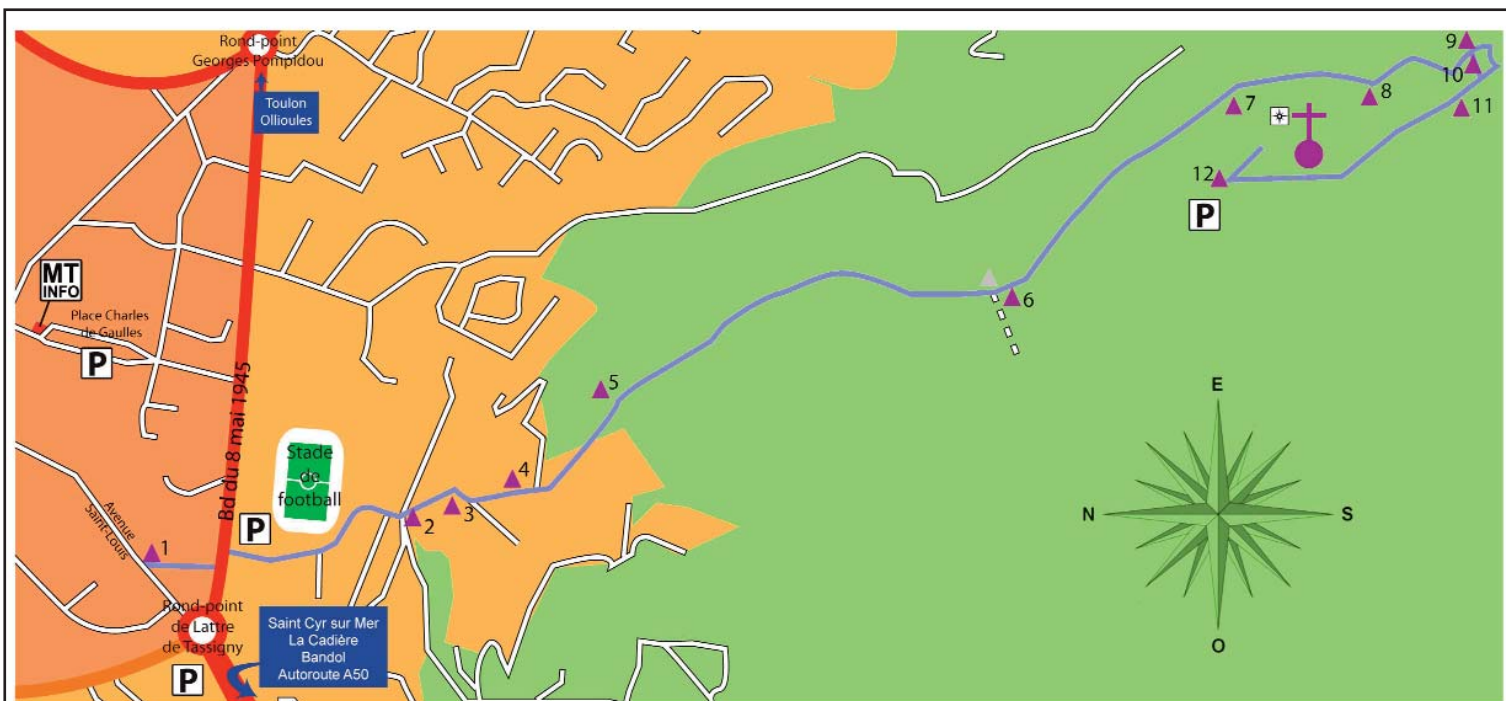 Rond-point
Georges Pompidou
Toulon
Ollioules
MT
INFO
Place Charles
de Gaulles
P
Bd du 8 mai 1945
Stade
de
football
P
Avenue
Saint-Louis
1
2
3
4
5
6
7
8
9
10
11
12
P
Rond-point
de Lattre
de Tassigny
P
Saint Cyr sur Mer
La Cadière
Bandol
Autoroute A50
E
N
S
O